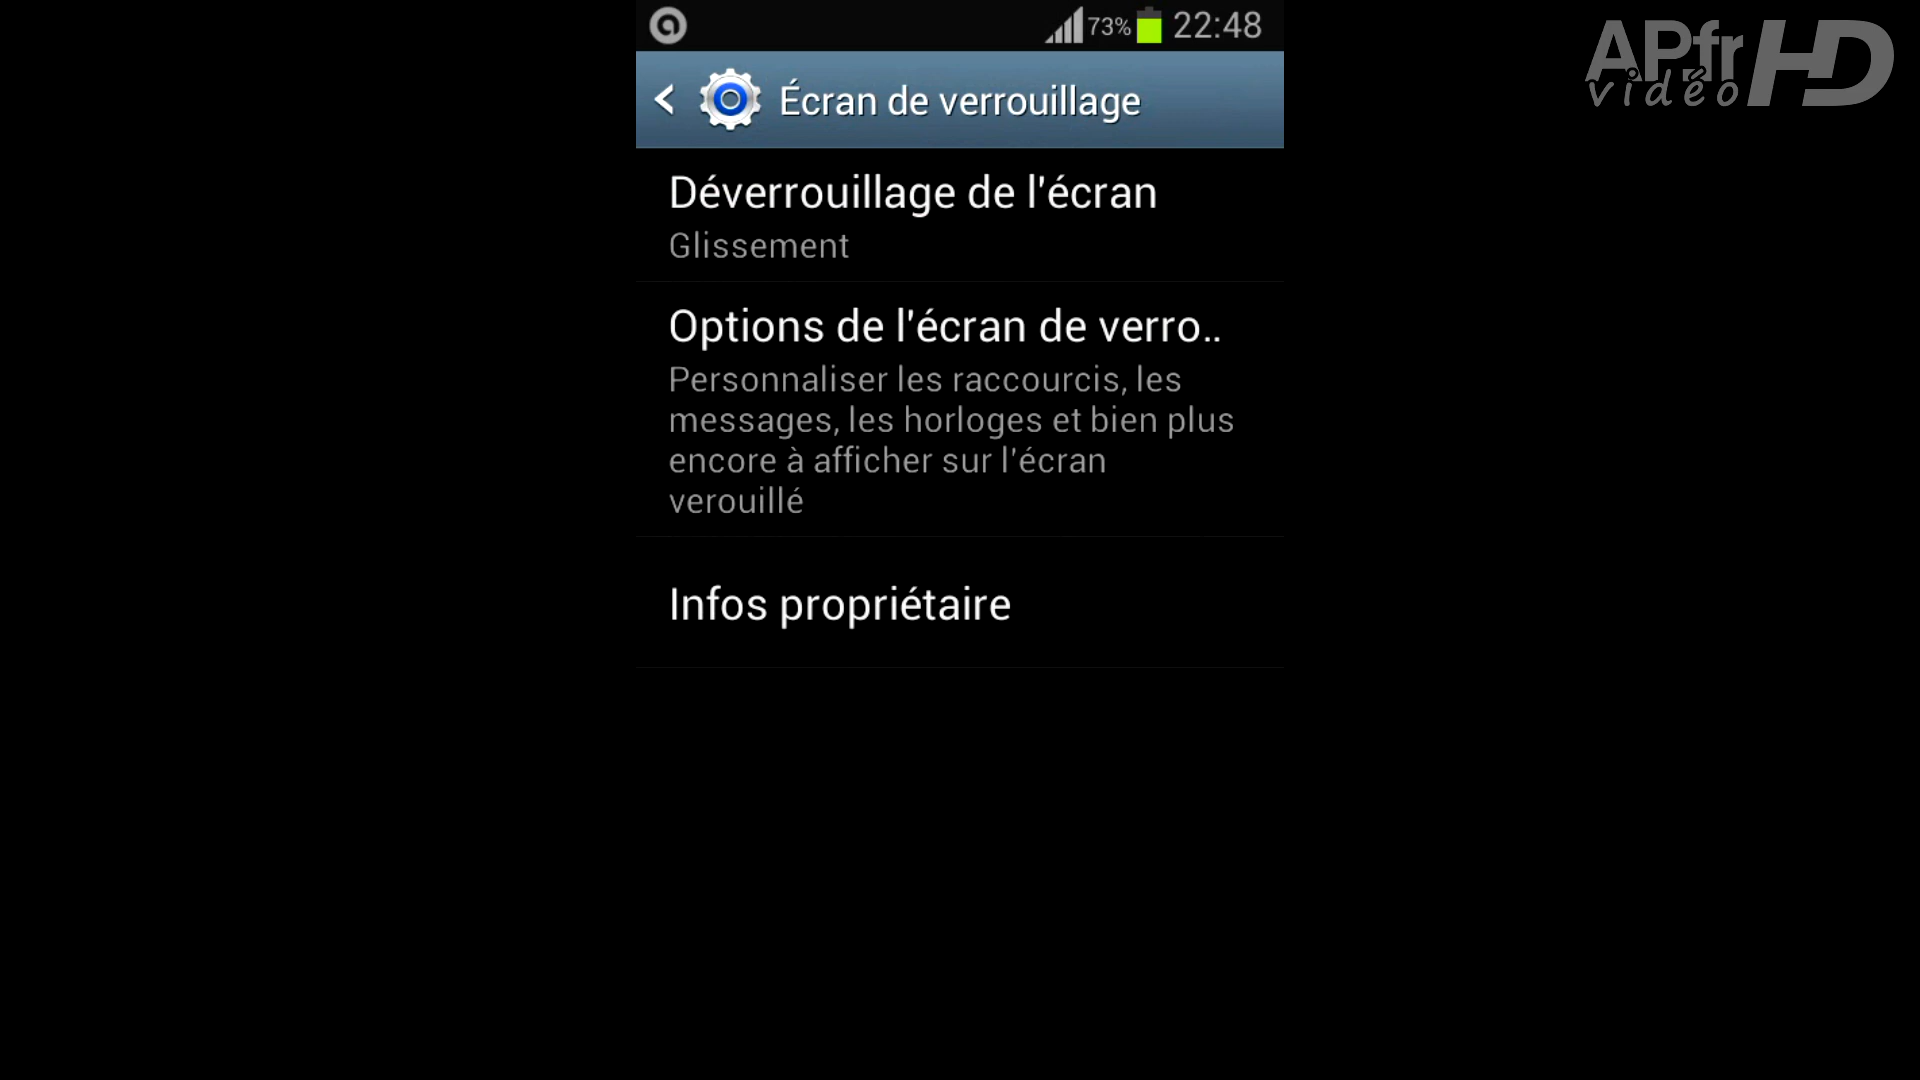 73% 22:48
APfr
vidéo HD
Écran de verrouillage
Déverrouillage de l'écran
Glissement
Options de l'écran de verro..
Personnaliser les raccourcis, les
messages, les horloges et bien plus
encore à afficher sur l'écran
verouillé
Infos propriétaire